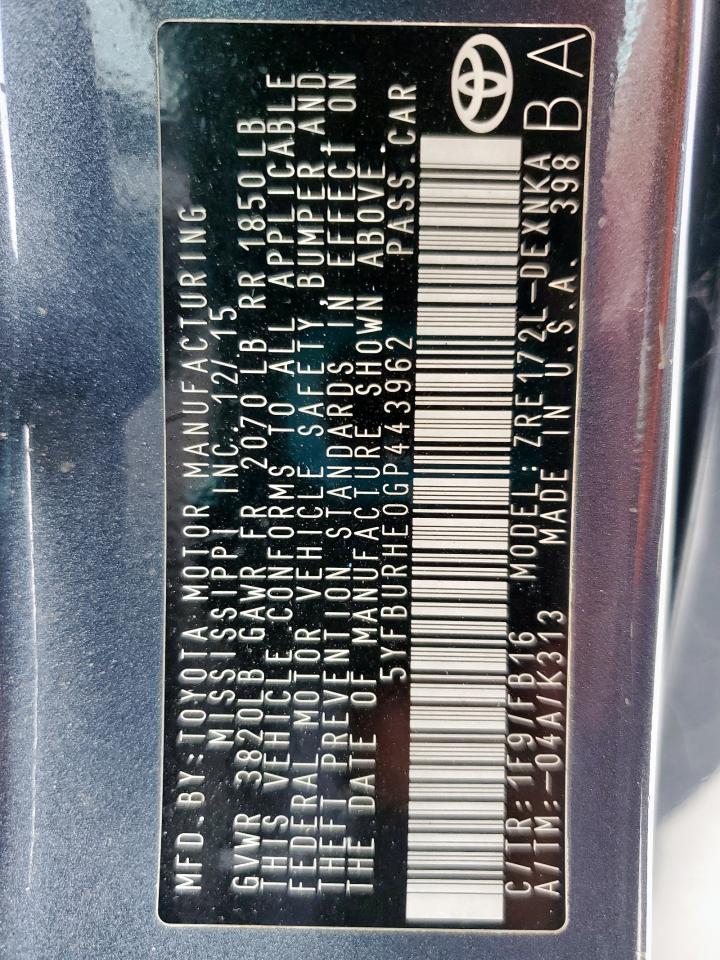 MFD.BY:TOYOTA MOTOR MANUFACTURING
MISSISSIPPI INC. 12/15
GVWR 3820LB GAWR FR 2070 LB RR 1850LB
THIS VEHICLE CONFORMS TO ALL APPLICABLE
FEDERAL MOTOR VEHICLE SAFETY, BUMPER AND
THEFT PREVENTION STANDARDS IN EFFECT ON
THE DATE OF MANUFACTURE SHOWN ABOVE.
5YFBURHE0GP443962 PASS.CAR
C/TR:1F9/FB16 MODEL:ZRE172L-DEXNKA
A/TM:-04A/K313 MADE IN U.S.A. 398
BA